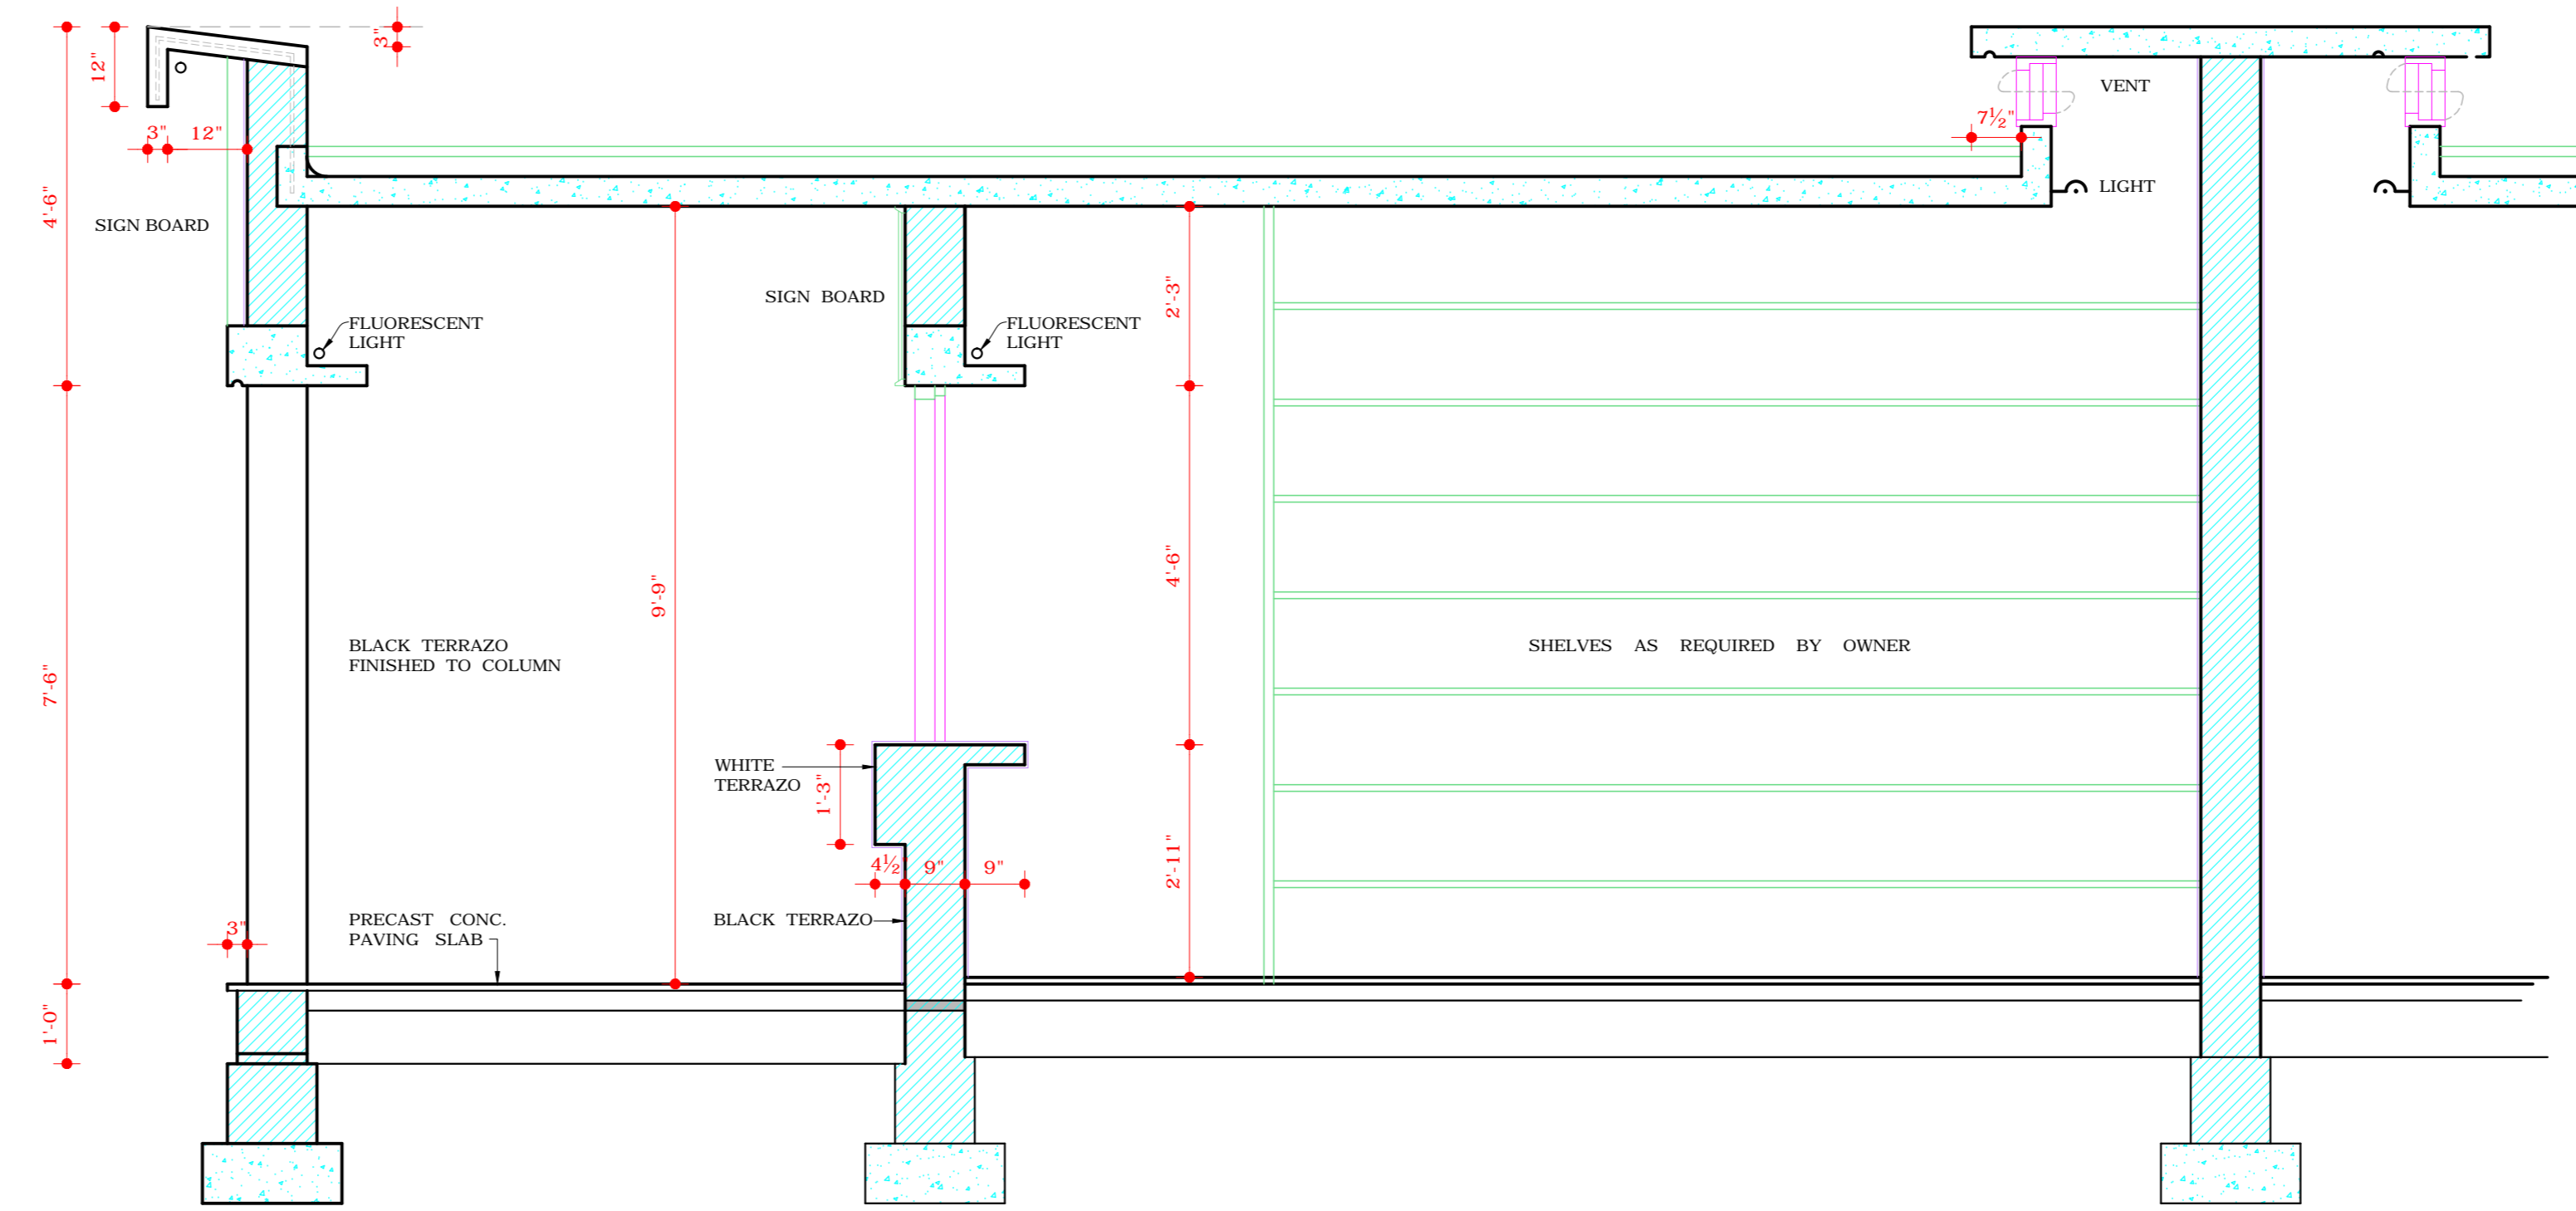 12"
3"
3" 12"
4'-6"
SIGN BOARD
VENT
7½"
LIGHT
SIGN BOARD
2'-3"
FLUORESCENT
LIGHT
FLUORESCENT
LIGHT
9'-9"
4'-6"
7'-6"
BLACK TERRAZO
FINISHED TO COLUMN
SHELVES AS REQUIRED BY OWNER
WHITE
TERRAZO
1'-3"
2'-11"
4½" 9" 9"
3"
PRECAST CONC.
PAVING SLAB
BLACK TERRAZO
1'-0"